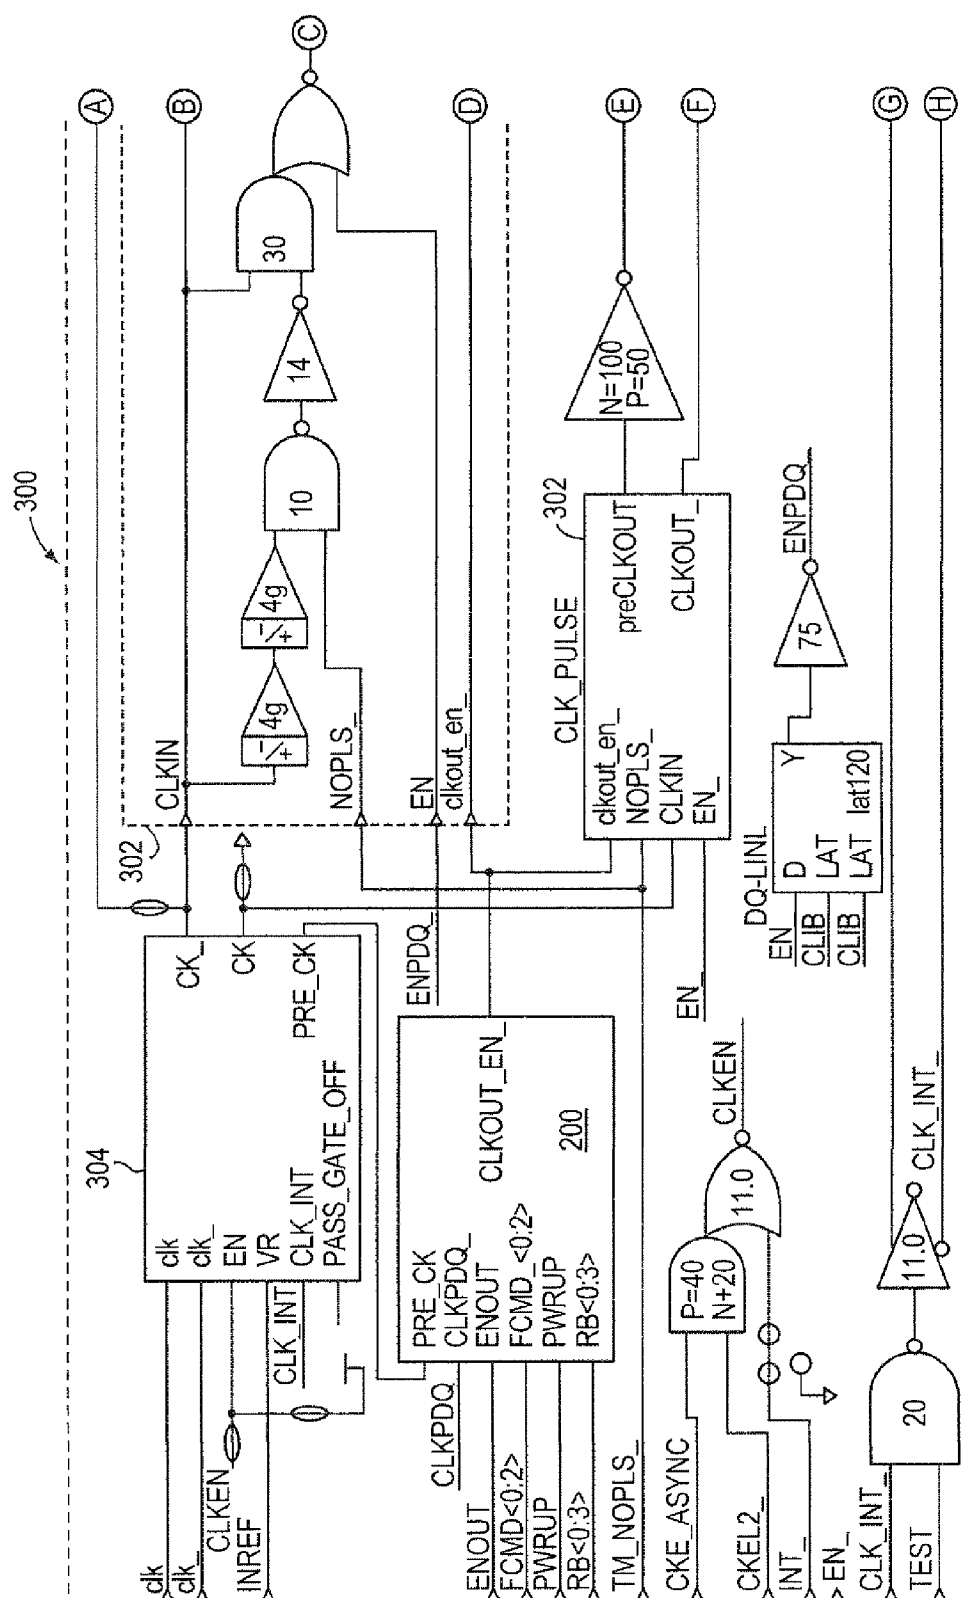 300
A
B
C
D
E
F
G
H
302
CLKIN
4g
4g
10
14
30
NOPLS_
EN
clkout_en_
304
clk
clk_
EN
VR
CLK_INT
PASS_GATE_OFF
CK_
CK
PRE_CK
clk
clk_
CLKEN
INREF
CLK_INT
PRE_CK
CLKPDQ_
ENOUT
FCMD_<0:2>
PWRUP
RB<0:3>
CLKOUT_EN_
200
CLKPDQ
ENOUT
FCMD<0:2>
PWRUP
RB<0:3>
TM_NOPLS_
ENPDQ_
CLK_PULSE
302
clkout_en_
NOPLS_
CLKIN
EN_
preCLKOUT
CLKOUT_
EN_
N=100
P=50
CKE_ASYNC
CKEL2_
INT_
>EN_
P=40
N+20
11.0
CLKEN
DQ-LINL
EN
CLIB
CLIB
D
LAT
LAT
Y
lat120
75
ENPDQ_
CLK_INT_
TEST
20
11.0
CLK_INT_